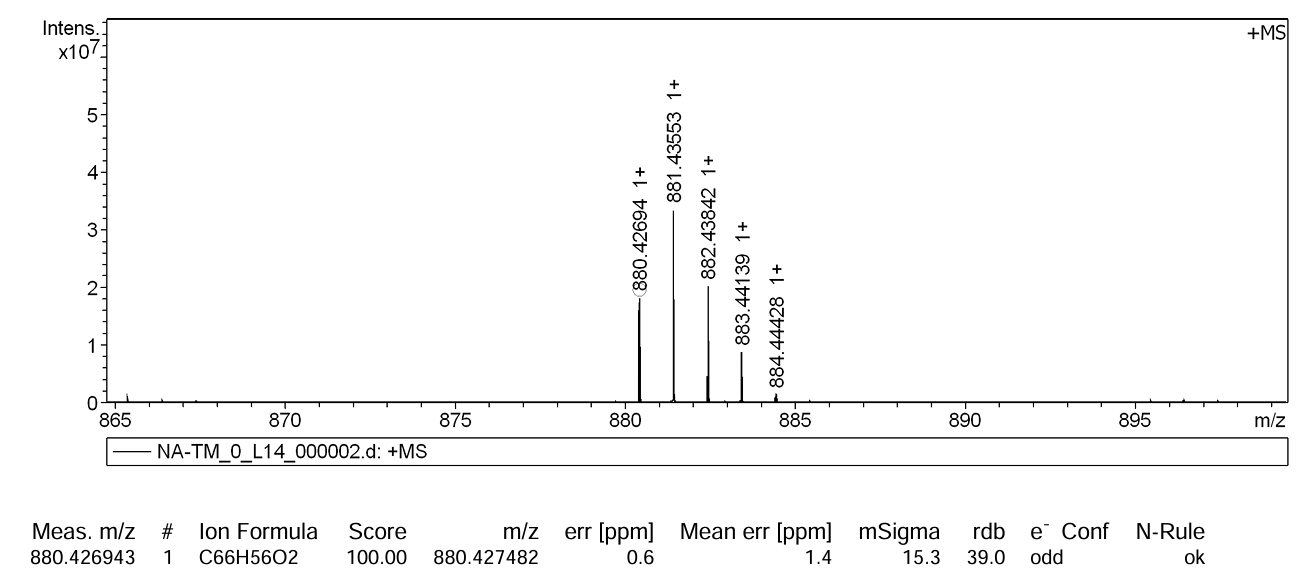 Intens.
x10⁷
+MS
5
4
3
2
1
0
880.42694 1+
881.43553 1+
882.43842 1+
883.44139 1+
884.44428 1+
865 870 875 880 885 890 895 m/z
NA-TM_0_L14_000002.d: +MS
Meas. m/z # Ion Formula Score m/z err [ppm] Mean err [ppm] mSigma rdb e⁻ Conf N-Rule
880.426943 1 C66H56O2 100.00 880.427482 0.6 1.4 15.3 39.0 odd ok